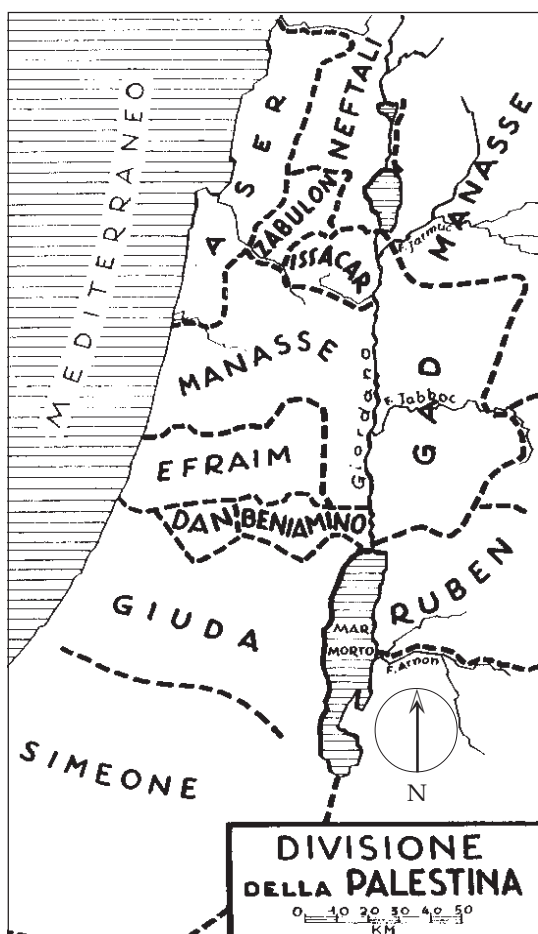 MEDITERRANEO
ASER
NEFTALI
ZABULON
ISSACAR
MANASSE
F. Jarmuc
MANASSE
Giordano
GAD
F. Jabboc
EFRAIM
DAN
BENIAMINO
GIUDA
RUBEN
MAR
MORTO
F. Arnon
SIMEONE
N
DIVISIONE
DELLA PALESTINA
0 10 20 30 40 50
KM